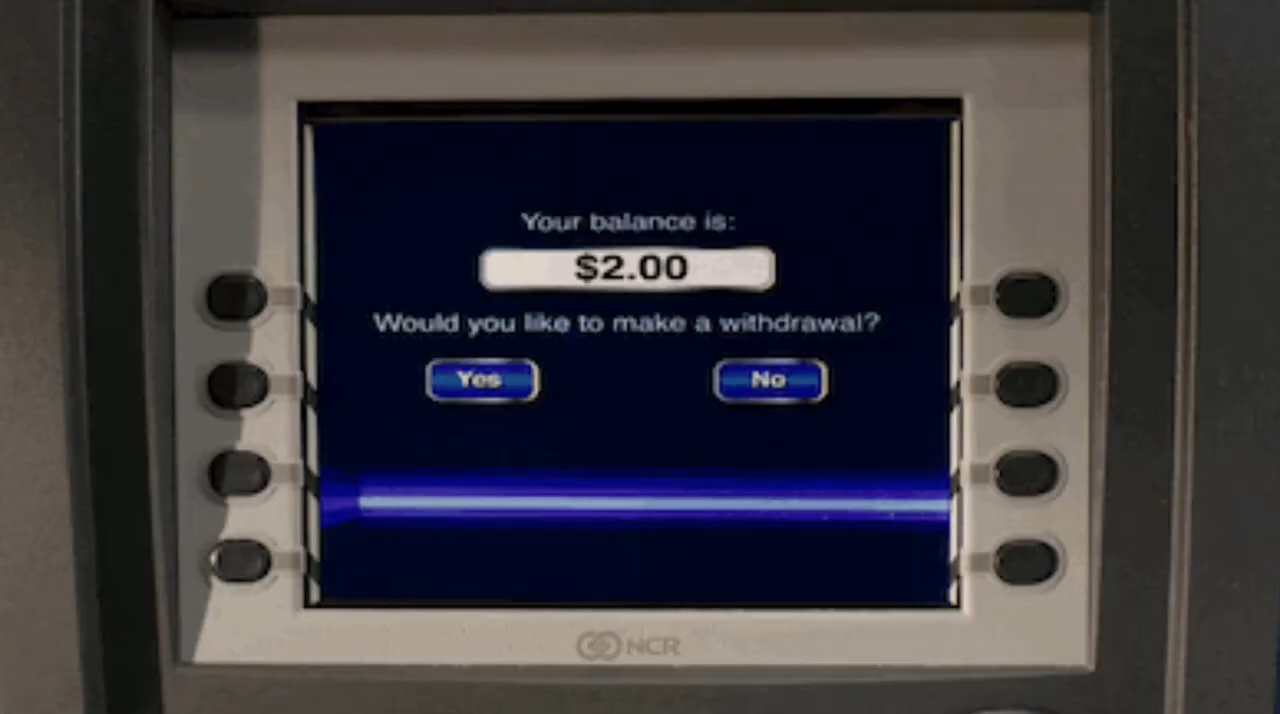 Your balance is:
$2.00
Would you like to make a withdrawal?
Yes
No
NCR